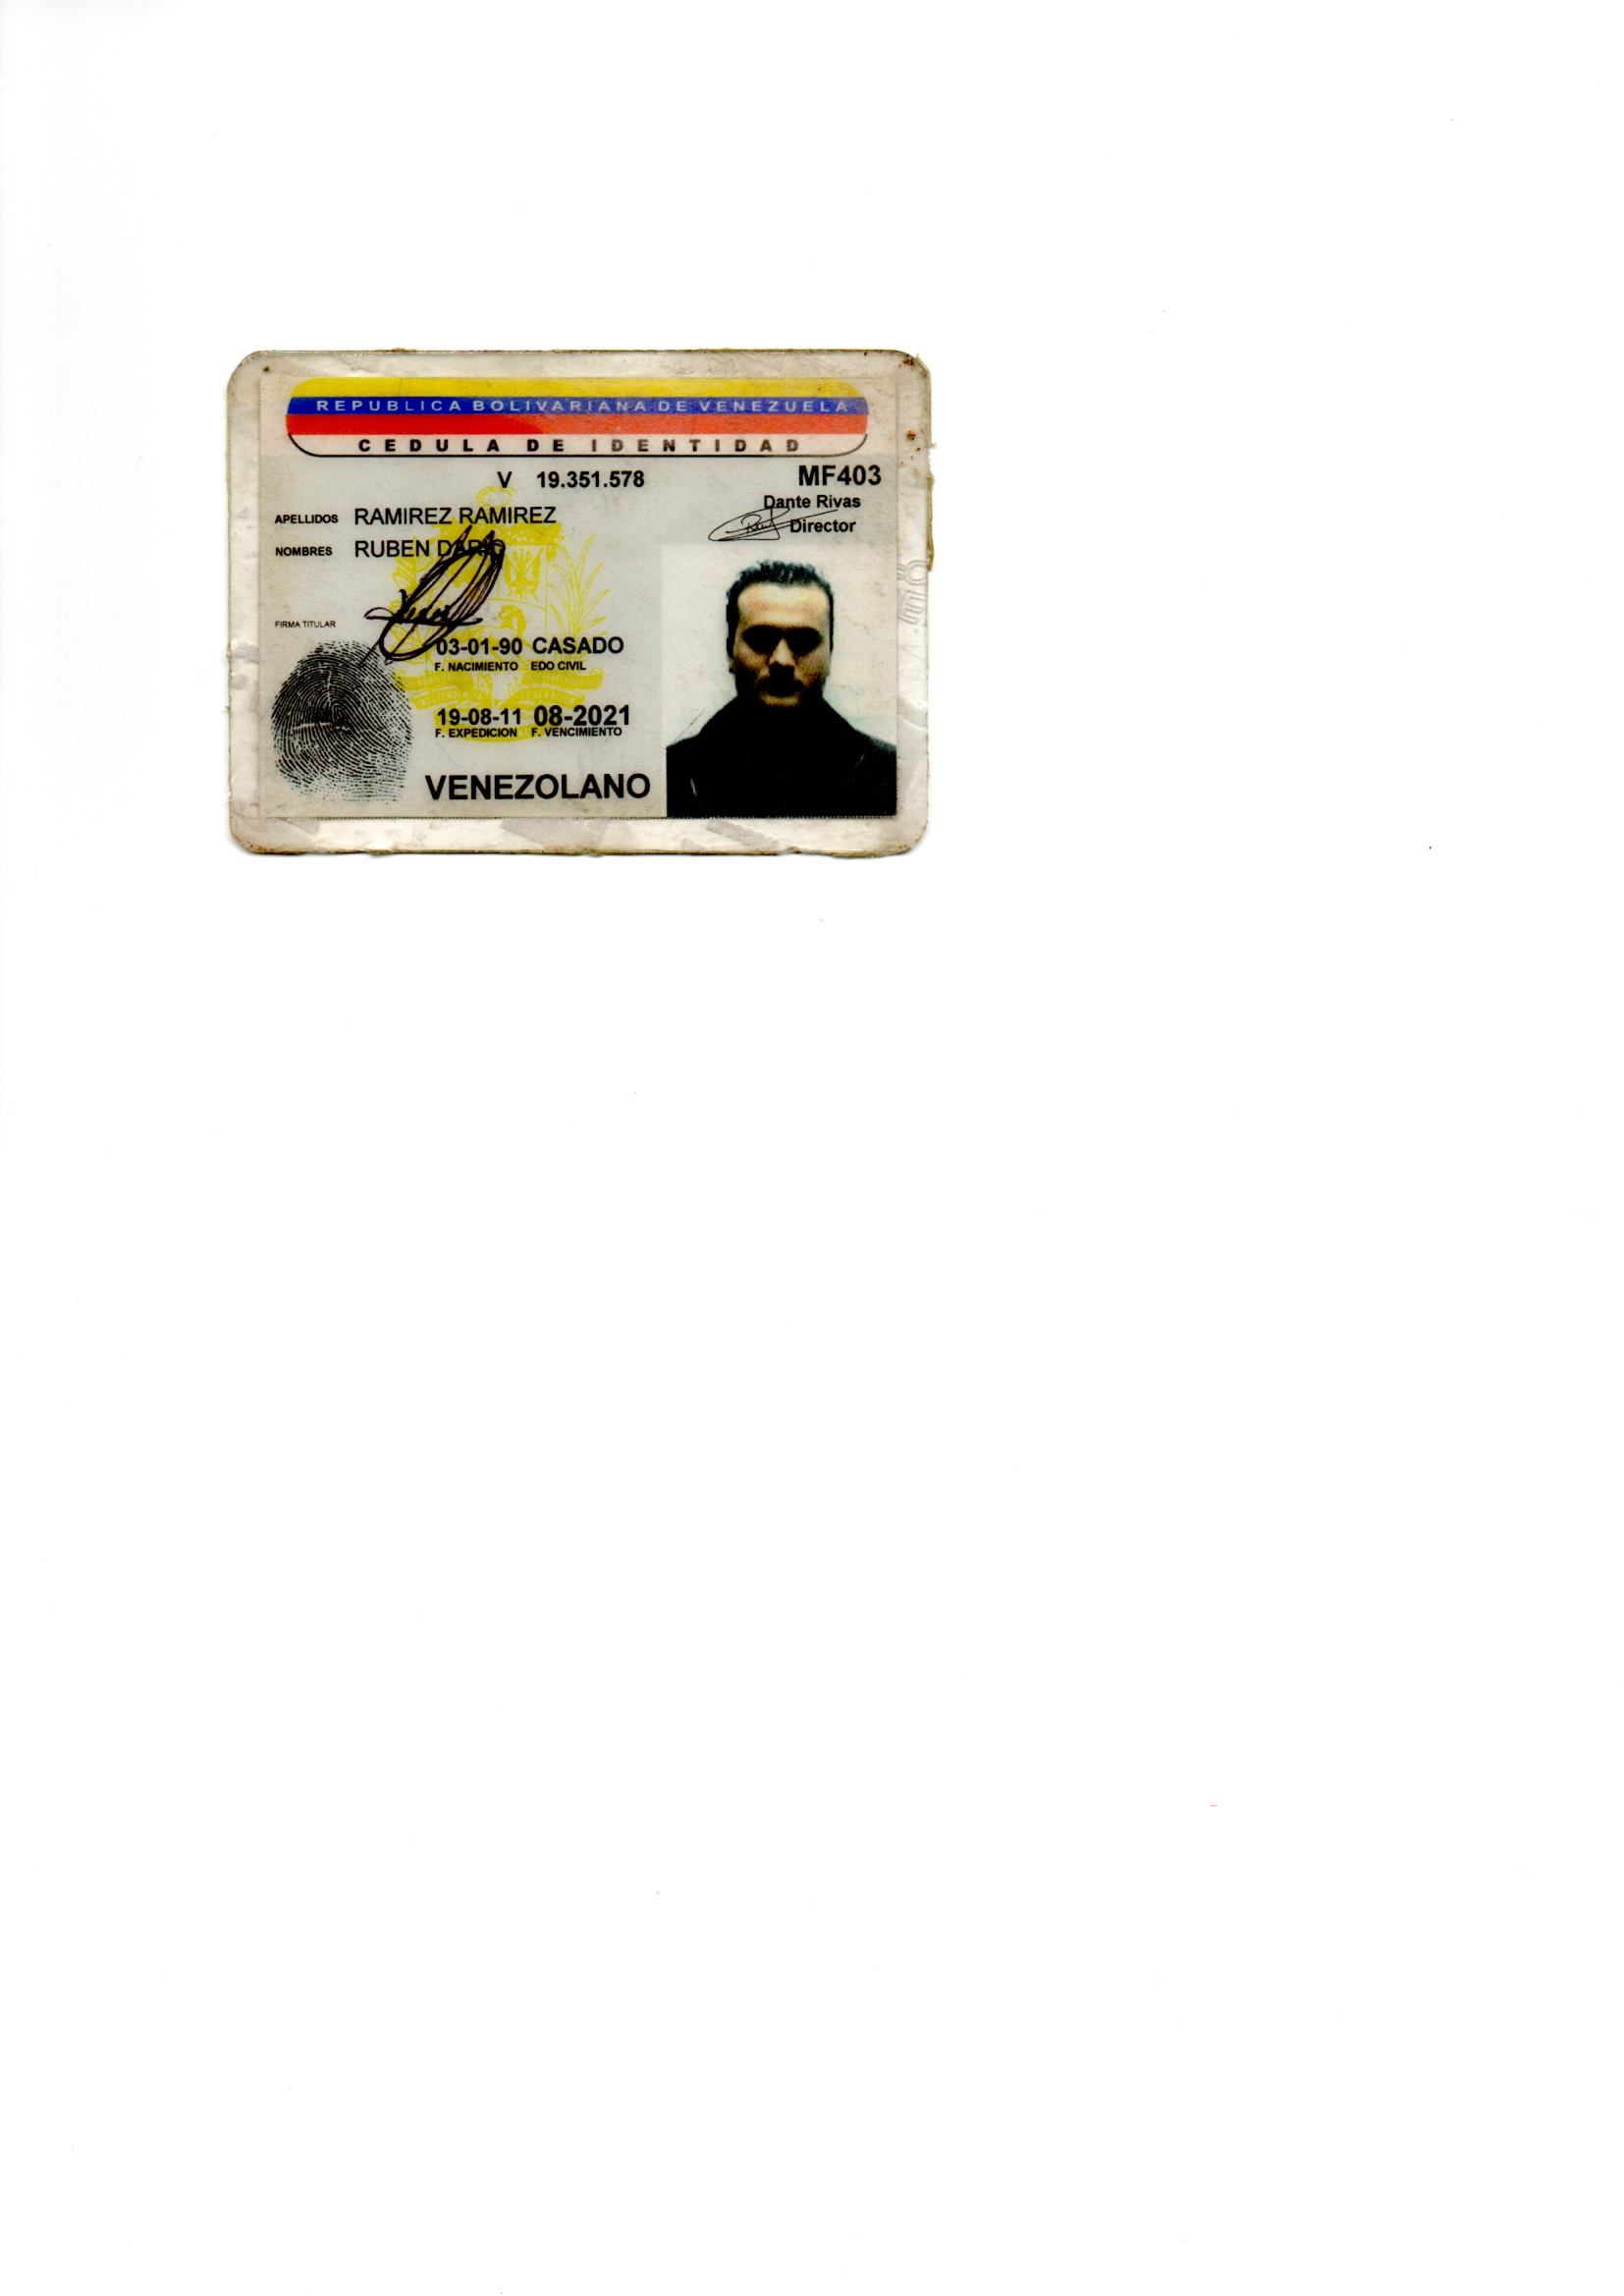 REPUBLICA BOLIVARIANA DE VENEZUELA
CEDULA DE IDENTIDAD
V 19.351.578
MF403
Dante Rivas
Director
APELLIDOS RAMIREZ RAMIREZ
NOMBRES RUBEN DARIO
FIRMA TITULAR
03-01-90 CASADO
F. NACIMIENTO EDO CIVIL
19-08-11 08-2021
F. EXPEDICION F. VENCIMIENTO
VENEZOLANO